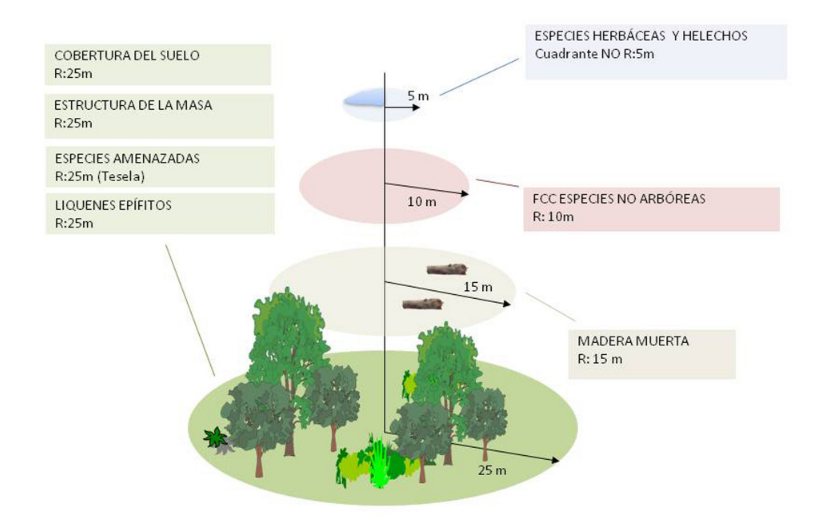 COBERTURA DEL SUELO
R:25m
ESTRUCTURA DE LA MASA
R:25m
ESPECIES AMENAZADAS
R:25m (Tesela)
LIQUENES EPÍFITOS
R:25m
ESPECIES HERBÁCEAS Y HELECHOS
Cuadrante NO R:5m
5 m
10 m
FCC ESPECIES NO ARBÓREAS
R: 10m
15 m
MADERA MUERTA
R: 15 m
25 m